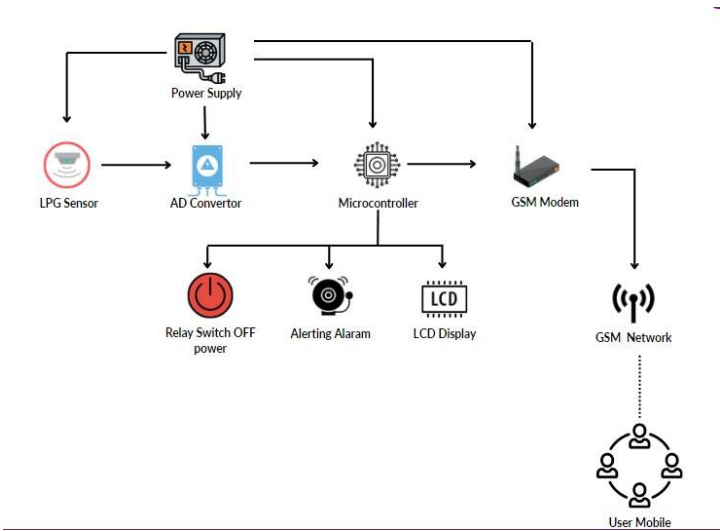 Power Supply
LPG Sensor
AD Convertor
Microcontroller
GSM Modem
LCD
Relay Switch OFF
power
Alerting Alaram
LCD Display
GSM Network
User Mobile